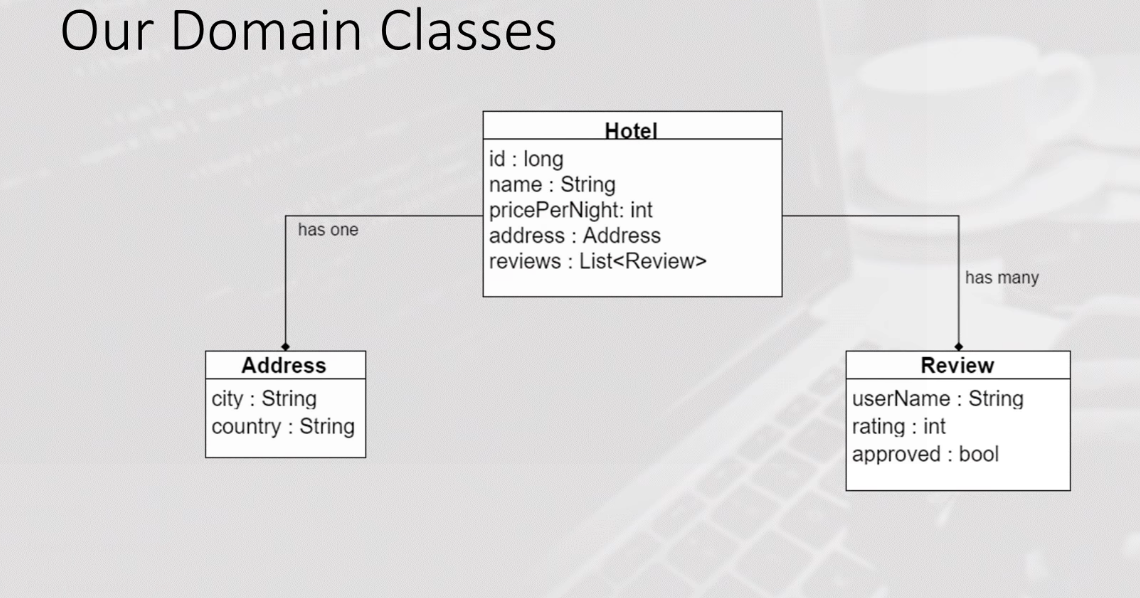 Our Domain Classes
Hotel
id : long
name : String
pricePerNight: int
address : Address
reviews : List<Review>
has one
has many
Address
city : String
country : String
Review
userName : String
rating : int
approved : bool